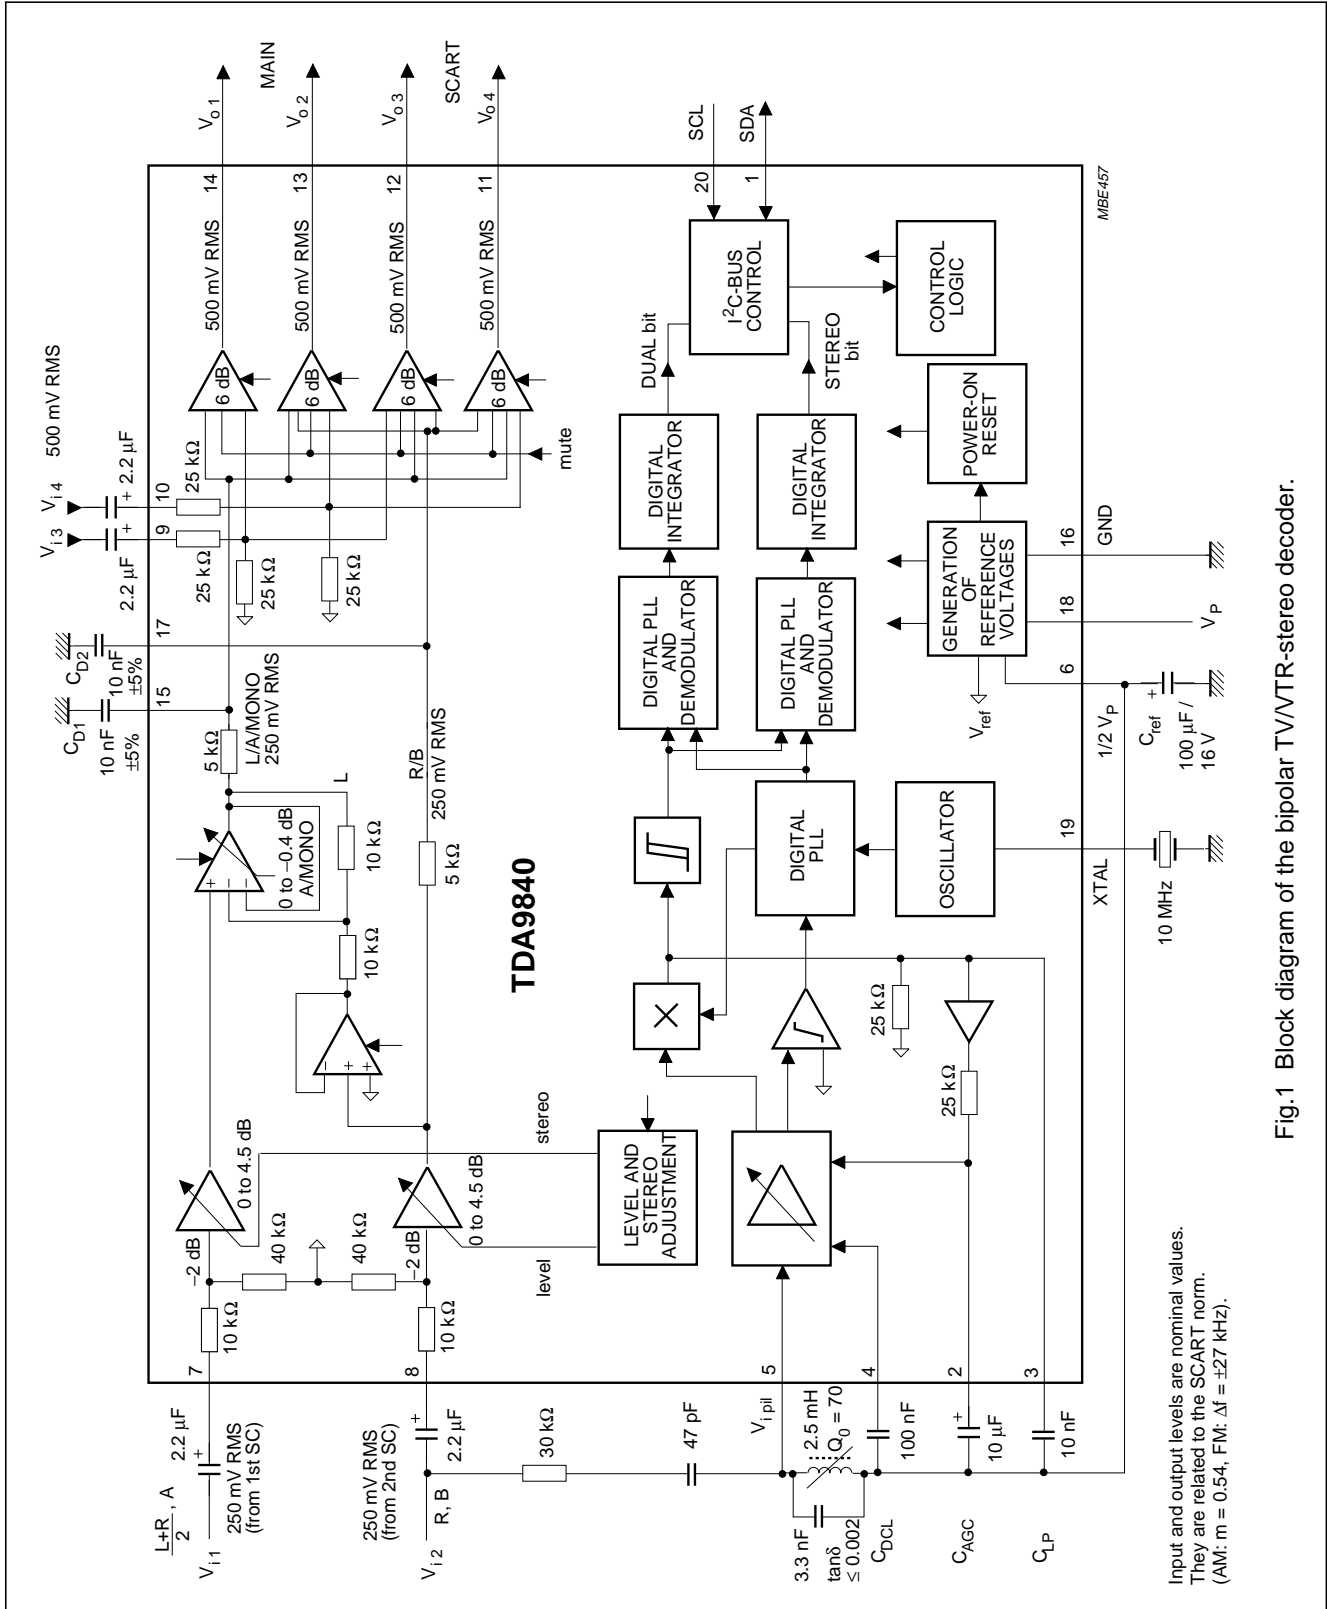 V i 4
500 mV RMS
V i 3
2.2 µF
+
2.2 µF
+
10
9
25 kΩ
25 kΩ
25 kΩ
25 kΩ
C D2
10 nF
±5%
17
C D1
10 nF
±5%
15
5 kΩ
L/A/MONO
250 mV RMS
R/B
250 mV RMS
5 kΩ
L
10 kΩ
10 kΩ
+
−
−
0 to −0.4 dB
A/MONO
−
+
+
TDA9840
6 dB
6 dB
6 dB
6 dB
mute
500 mV RMS
500 mV RMS
500 mV RMS
500 mV RMS
14
13
12
11
V o 1
MAIN
V o 2
V o 3
SCART
V o 4
L+R
2
, A
V i 1
2.2 µF
+
250 mV RMS
(from 1st SC)
7
10 kΩ
−2 dB
0 to 4.5 dB
40 kΩ
40 kΩ
−2 dB
0 to 4.5 dB
10 kΩ
8
250 mV RMS
(from 2nd SC)
+
2.2 µF
V i 2
R, B
30 kΩ
47 pF
stereo
level
LEVEL AND
STEREO
ADJUSTMENT
V i pil
5
2.5 mH
Q 0 = 70
3.3 nF
tanδ
≤ 0.002
4
100 nF
C DCL
2
+
10 µF
C AGC
3
10 nF
C LP
25 kΩ
25 kΩ
DIGITAL
PLL
OSCILLATOR
19
XTAL
10 MHz
DIGITAL PLL
AND
DEMODULATOR
DIGITAL PLL
AND
DEMODULATOR
DIGITAL
INTEGRATOR
DIGITAL
INTEGRATOR
DUAL bit
STEREO
bit
I2C-BUS
CONTROL
20
SCL
1
SDA
CONTROL
LOGIC
POWER-ON
RESET
GENERATION
OF
REFERENCE
VOLTAGES
V ref
6
18
16
1/2 V P
V P
GND
C ref
+
100 µF /
16 V
MBE457
Input and output levels are nominal values.
They are related to the SCART norm.
(AM: m = 0.54, FM: Δf = ±27 kHz).
Fig.1 Block diagram of the bipolar TV/VTR-stereo decoder.